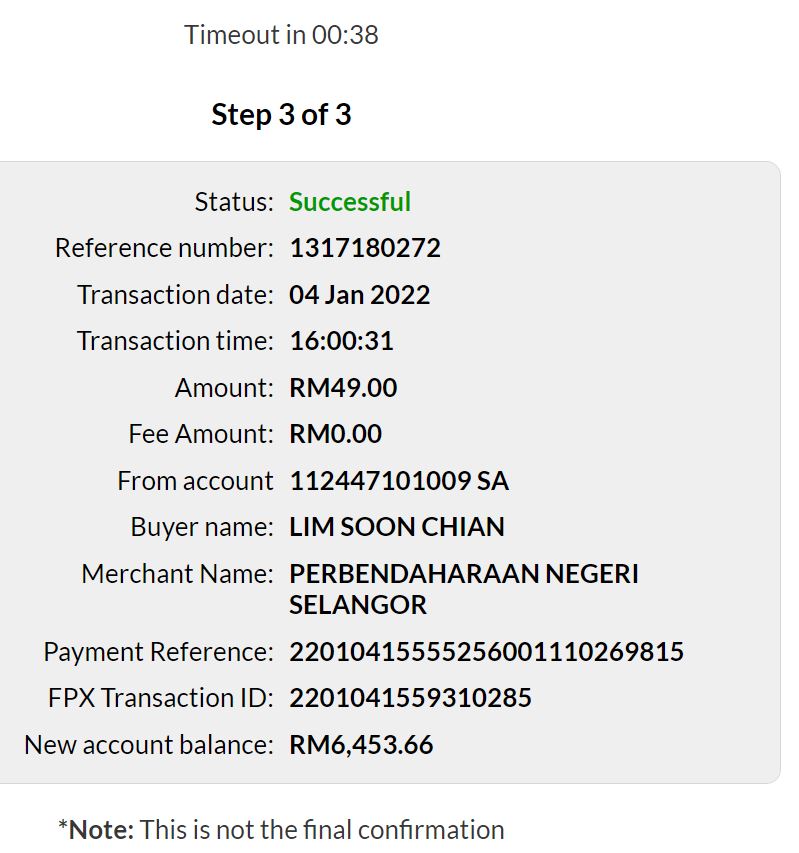 Timeout in 00:38
Step 3 of 3
Status: Successful
Reference number: 1317180272
Transaction date: 04 Jan 2022
Transaction time: 16:00:31
Amount: RM49.00
Fee Amount: RM0.00
From account 112447101009 SA
Buyer name: LIM SOON CHIAN
Merchant Name: PERBENDAHARAAN NEGERI
SELANGOR
Payment Reference: 22010415555256001110269815
FPX Transaction ID: 2201041559310285
New account balance: RM6,453.66
*Note: This is not the final confirmation